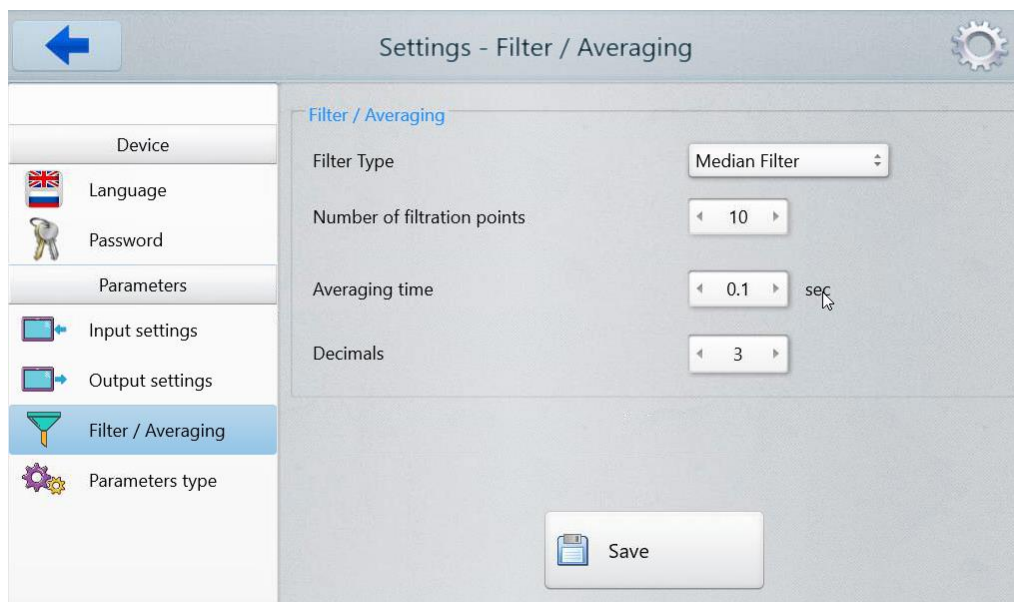 Settings - Filter / Averaging
Device
Language
Password
Parameters
Input settings
Output settings
Filter / Averaging
Parameters type
Filter / Averaging
Filter Type
Median Filter
Number of filtration points
10
Averaging time
0.1
sec
Decimals
3
Save